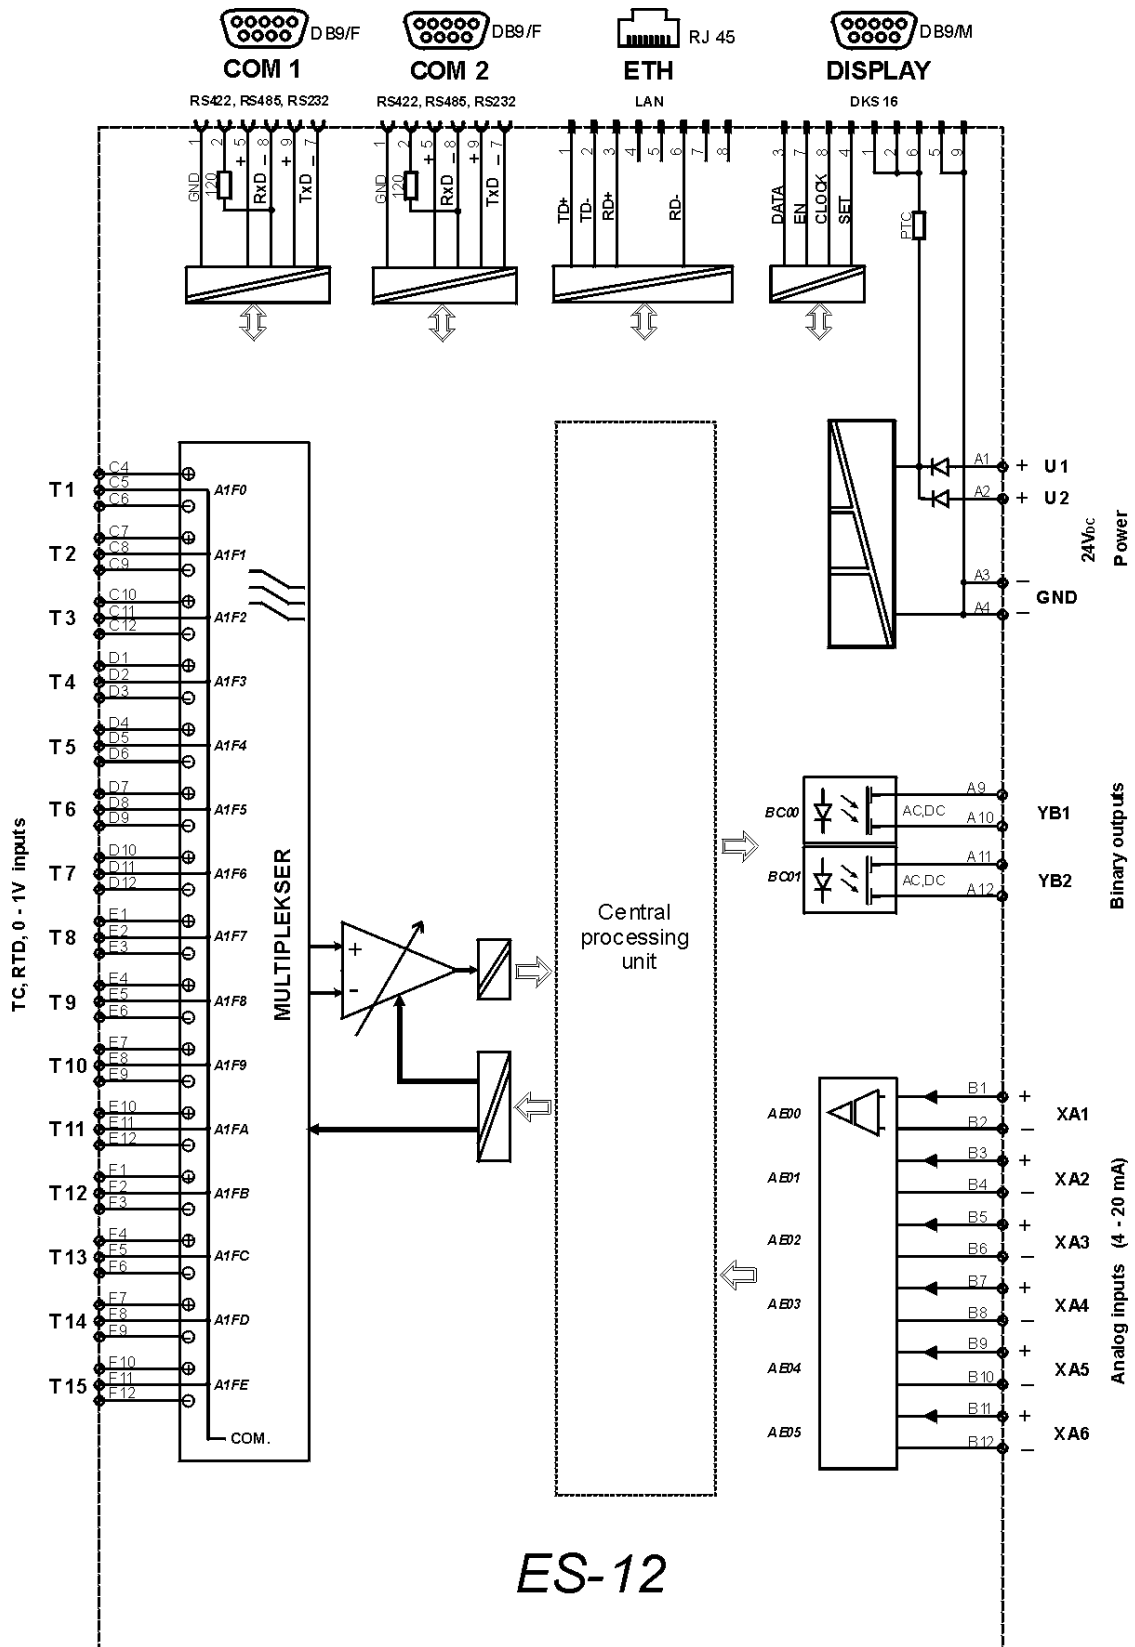 DB9/F
DB9/F
RJ 45
DB9/M
COM 1
COM 2
ETH
DISPLAY
RS422, RS485, RS232
RS422, RS485, RS232
LAN
DKS 16
1 2 5 8 9 7
1 2 5 8 9 7
1 2 3 4 5 6 7 8
3 7 8 4 1 2 6 5 9
GND 120 + RxD - + TxD -
GND 120 + RxD - + TxD -
TD+ TD- RD+ RD-
DATA EN CLOCK SET
PTC
A1 + U1
A2 + U2
24VDC Power
A3 -
GND
A4 -
TC, RTD, 0 - 1V inputs
C4
T1 C5 A1F0
C6
C7
T2 C8 A1F1
C9
C10
T3 C11 A1F2
C12
D1
T4 D2 A1F3
D3
D4
T5 D5 A1F4
D6
D7
T6 D8 A1F5
D9
D10
T7 D11 A1F6
D12
E1
T8 E2 A1F7
E3
E4
T9 E5 A1F8
E6
E7
T10 E8 A1F9
E9
E10
T11 E11 A1FA
E12
F1
T12 F2 A1FB
F3
F4
T13 F5 A1FC
F6
F7
T14 F8 A1FD
F9
F10
T15 F11 A1FE
F12
COM.
MULTIPLEKSER
+
-
Central
processing
unit
Binary outputs
A9
BC00 AC,DC YB1
A10
A11
BC01 AC,DC YB2
A12
Analog inputs (4 - 20 mA)
B1 +
AE00 XA1
B2 -
B3 +
AE01 XA2
B4 -
B5 +
AE02 XA3
B6 -
B7 +
AE03 XA4
B8 -
B9 +
AE04 XA5
B10 -
B11 +
AE05 XA6
B12 -
ES-12